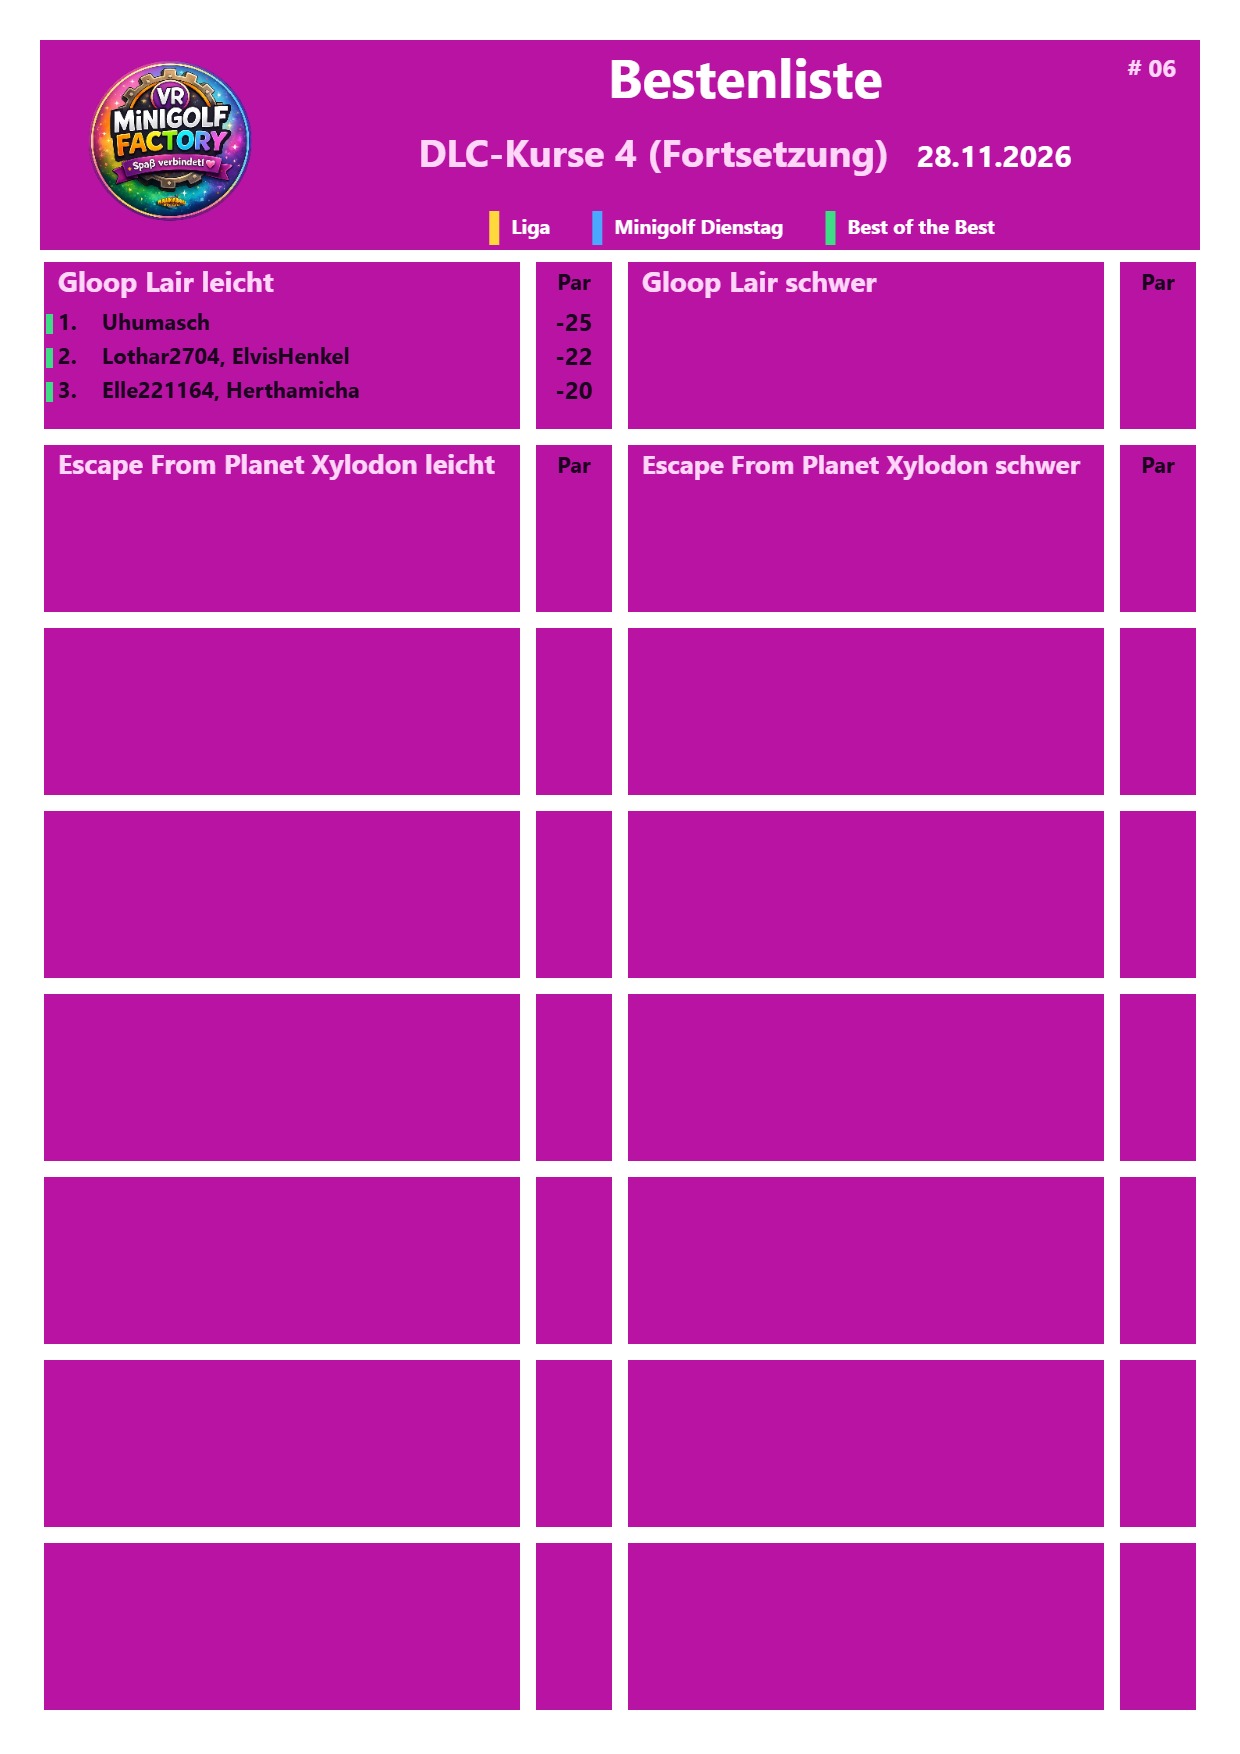 VR
MINIGOLF
FACTORY
Spaß verbindet!
Bestenliste
# 06
DLC-Kurse 4 (Fortsetzung) 28.11.2026
Liga Minigolf Dienstag Best of the Best
Gloop Lair leicht Par
1. Uhumasch -25
2. Lothar2704, ElvisHenkel -22
3. Elle221164, Herthamicha -20
Gloop Lair schwer Par
Escape From Planet Xylodon leicht Par
Escape From Planet Xylodon schwer Par